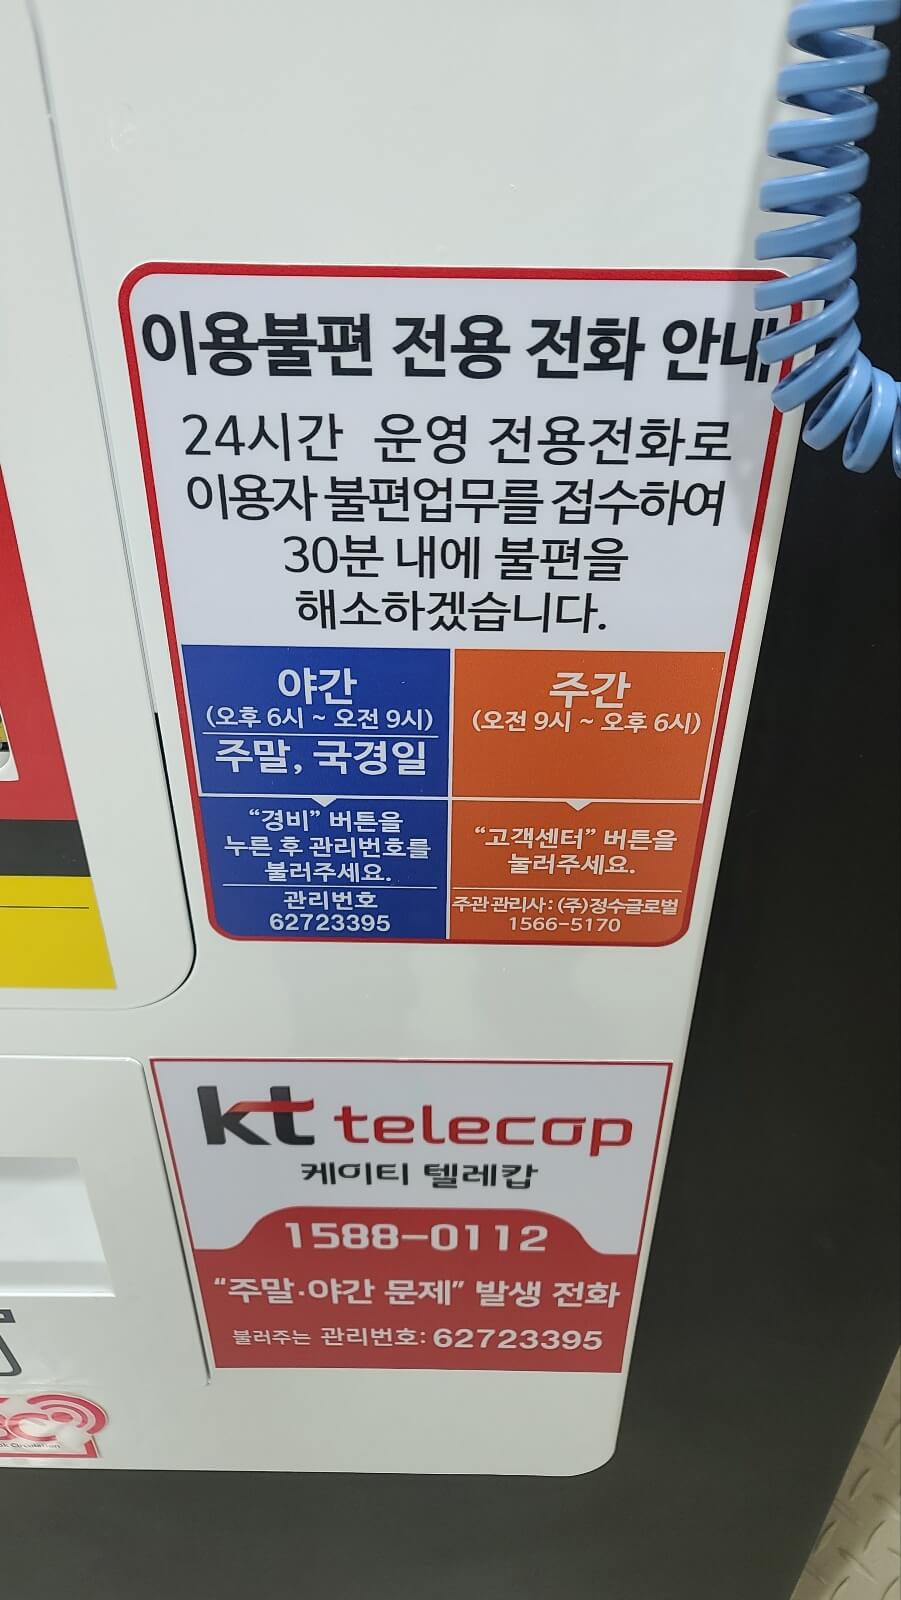 이용불편 전용 전화 안내
24시간 운영 전용전화로
이용자 불편업무를 접수하여
30분 내에 불편을
해소하겠습니다.
야간
(오후 6시 ~ 오전 9시)
주말, 국경일
“경비” 버튼을
누른 후 관리번호를
불러주세요.
관리번호
62723395
주간
(오전 9시 ~ 오후 6시)
“고객센터” 버튼을
눌러주세요.
주관관리사 : (주)정수글로벌
1566-5170
kt telecop
케이티 텔레캅
1588-0112
“주말·야간 문제” 발생 전화
불러주는 관리번호: 62723395
Circulation